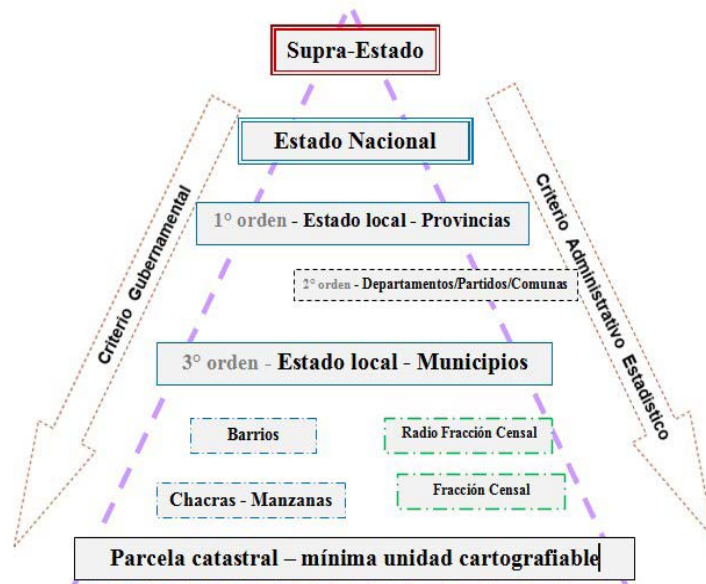 Supra-Estado
Estado Nacional
1° orden - Estado local - Provincias
2° orden - Departamentos/Partidos/Comunas
Criterio Gubernamental
Criterio Administrativo Estadistico
3° orden - Estado local - Municipios
Barrios
Radio Fracción Censal
Chacras - Manzanas
Fracción Censal
Parcela catastral – mínima unidad cartografiable